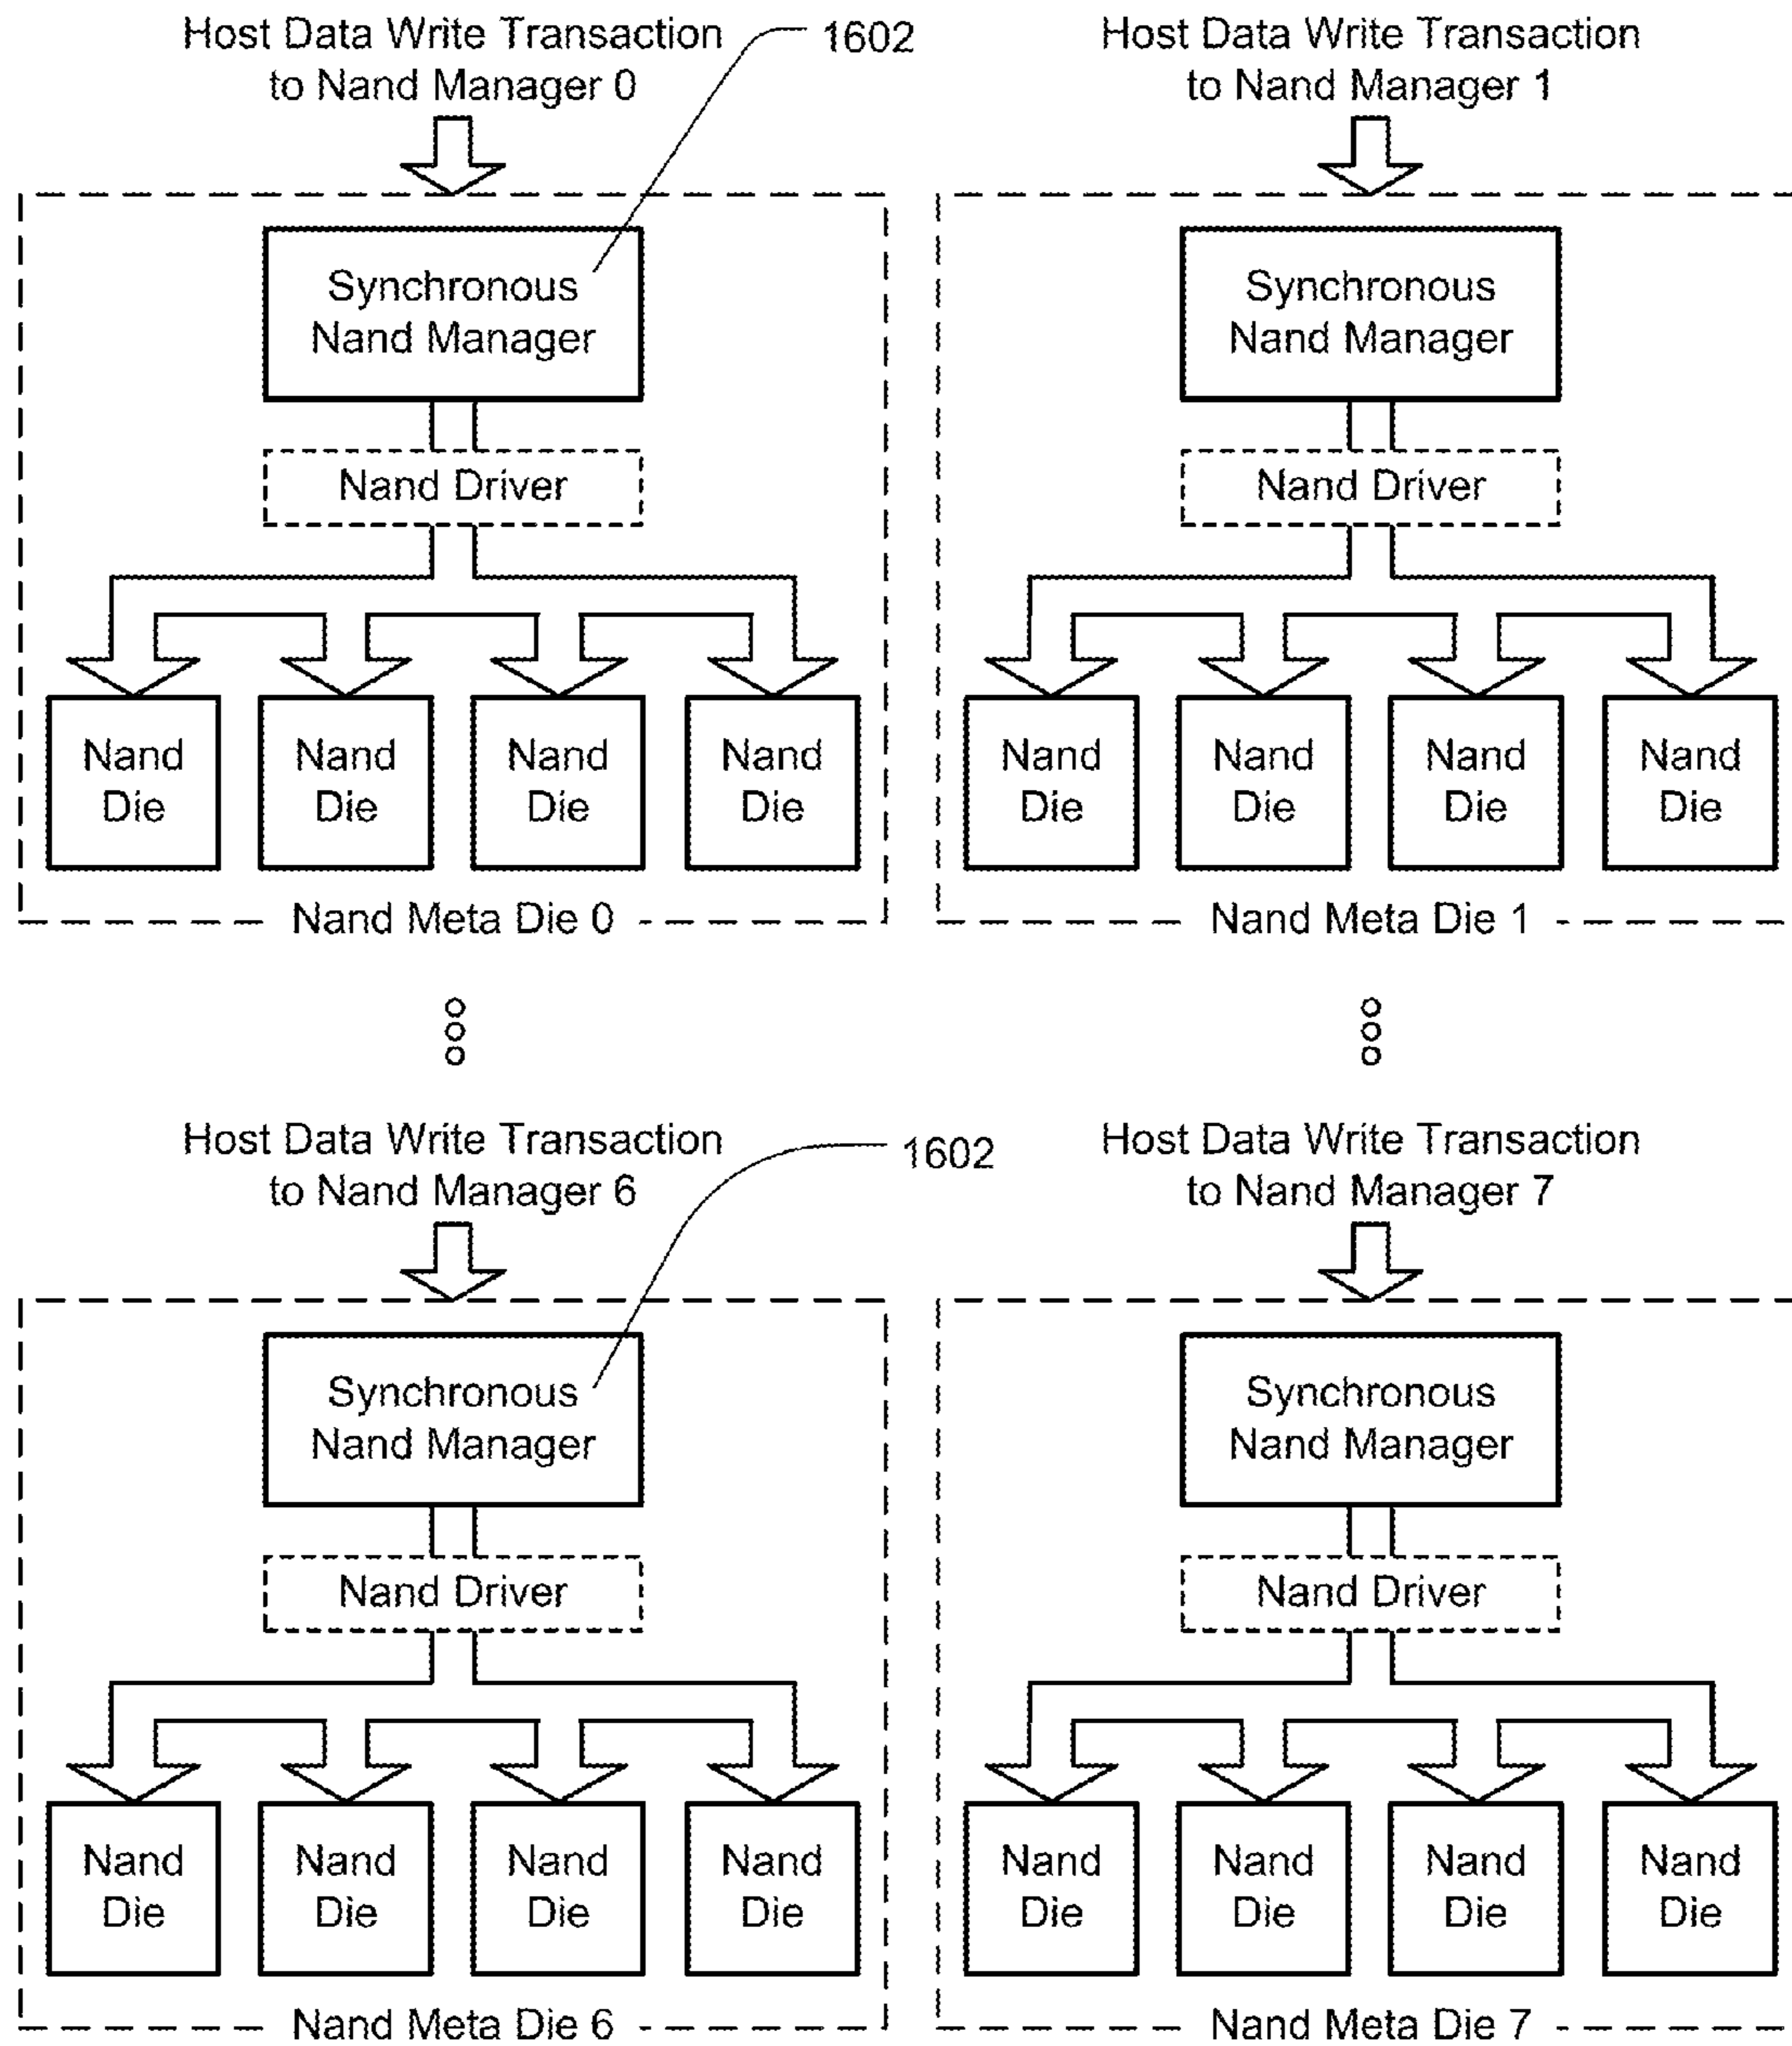 Host Data Write Transaction
to Nand Manager 0
1602
Host Data Write Transaction
to Nand Manager 1
Synchronous
Nand Manager
Synchronous
Nand Manager
Nand Driver
Nand Driver
Nand
Die
Nand
Die
Nand
Die
Nand
Die
Nand
Die
Nand
Die
Nand
Die
Nand
Die
Nand Meta Die 0
Nand Meta Die 1
Host Data Write Transaction
to Nand Manager 6
1602
Host Data Write Transaction
to Nand Manager 7
Synchronous
Nand Manager
Synchronous
Nand Manager
Nand Driver
Nand Driver
Nand
Die
Nand
Die
Nand
Die
Nand
Die
Nand
Die
Nand
Die
Nand
Die
Nand
Die
Nand Meta Die 6
Nand Meta Die 7